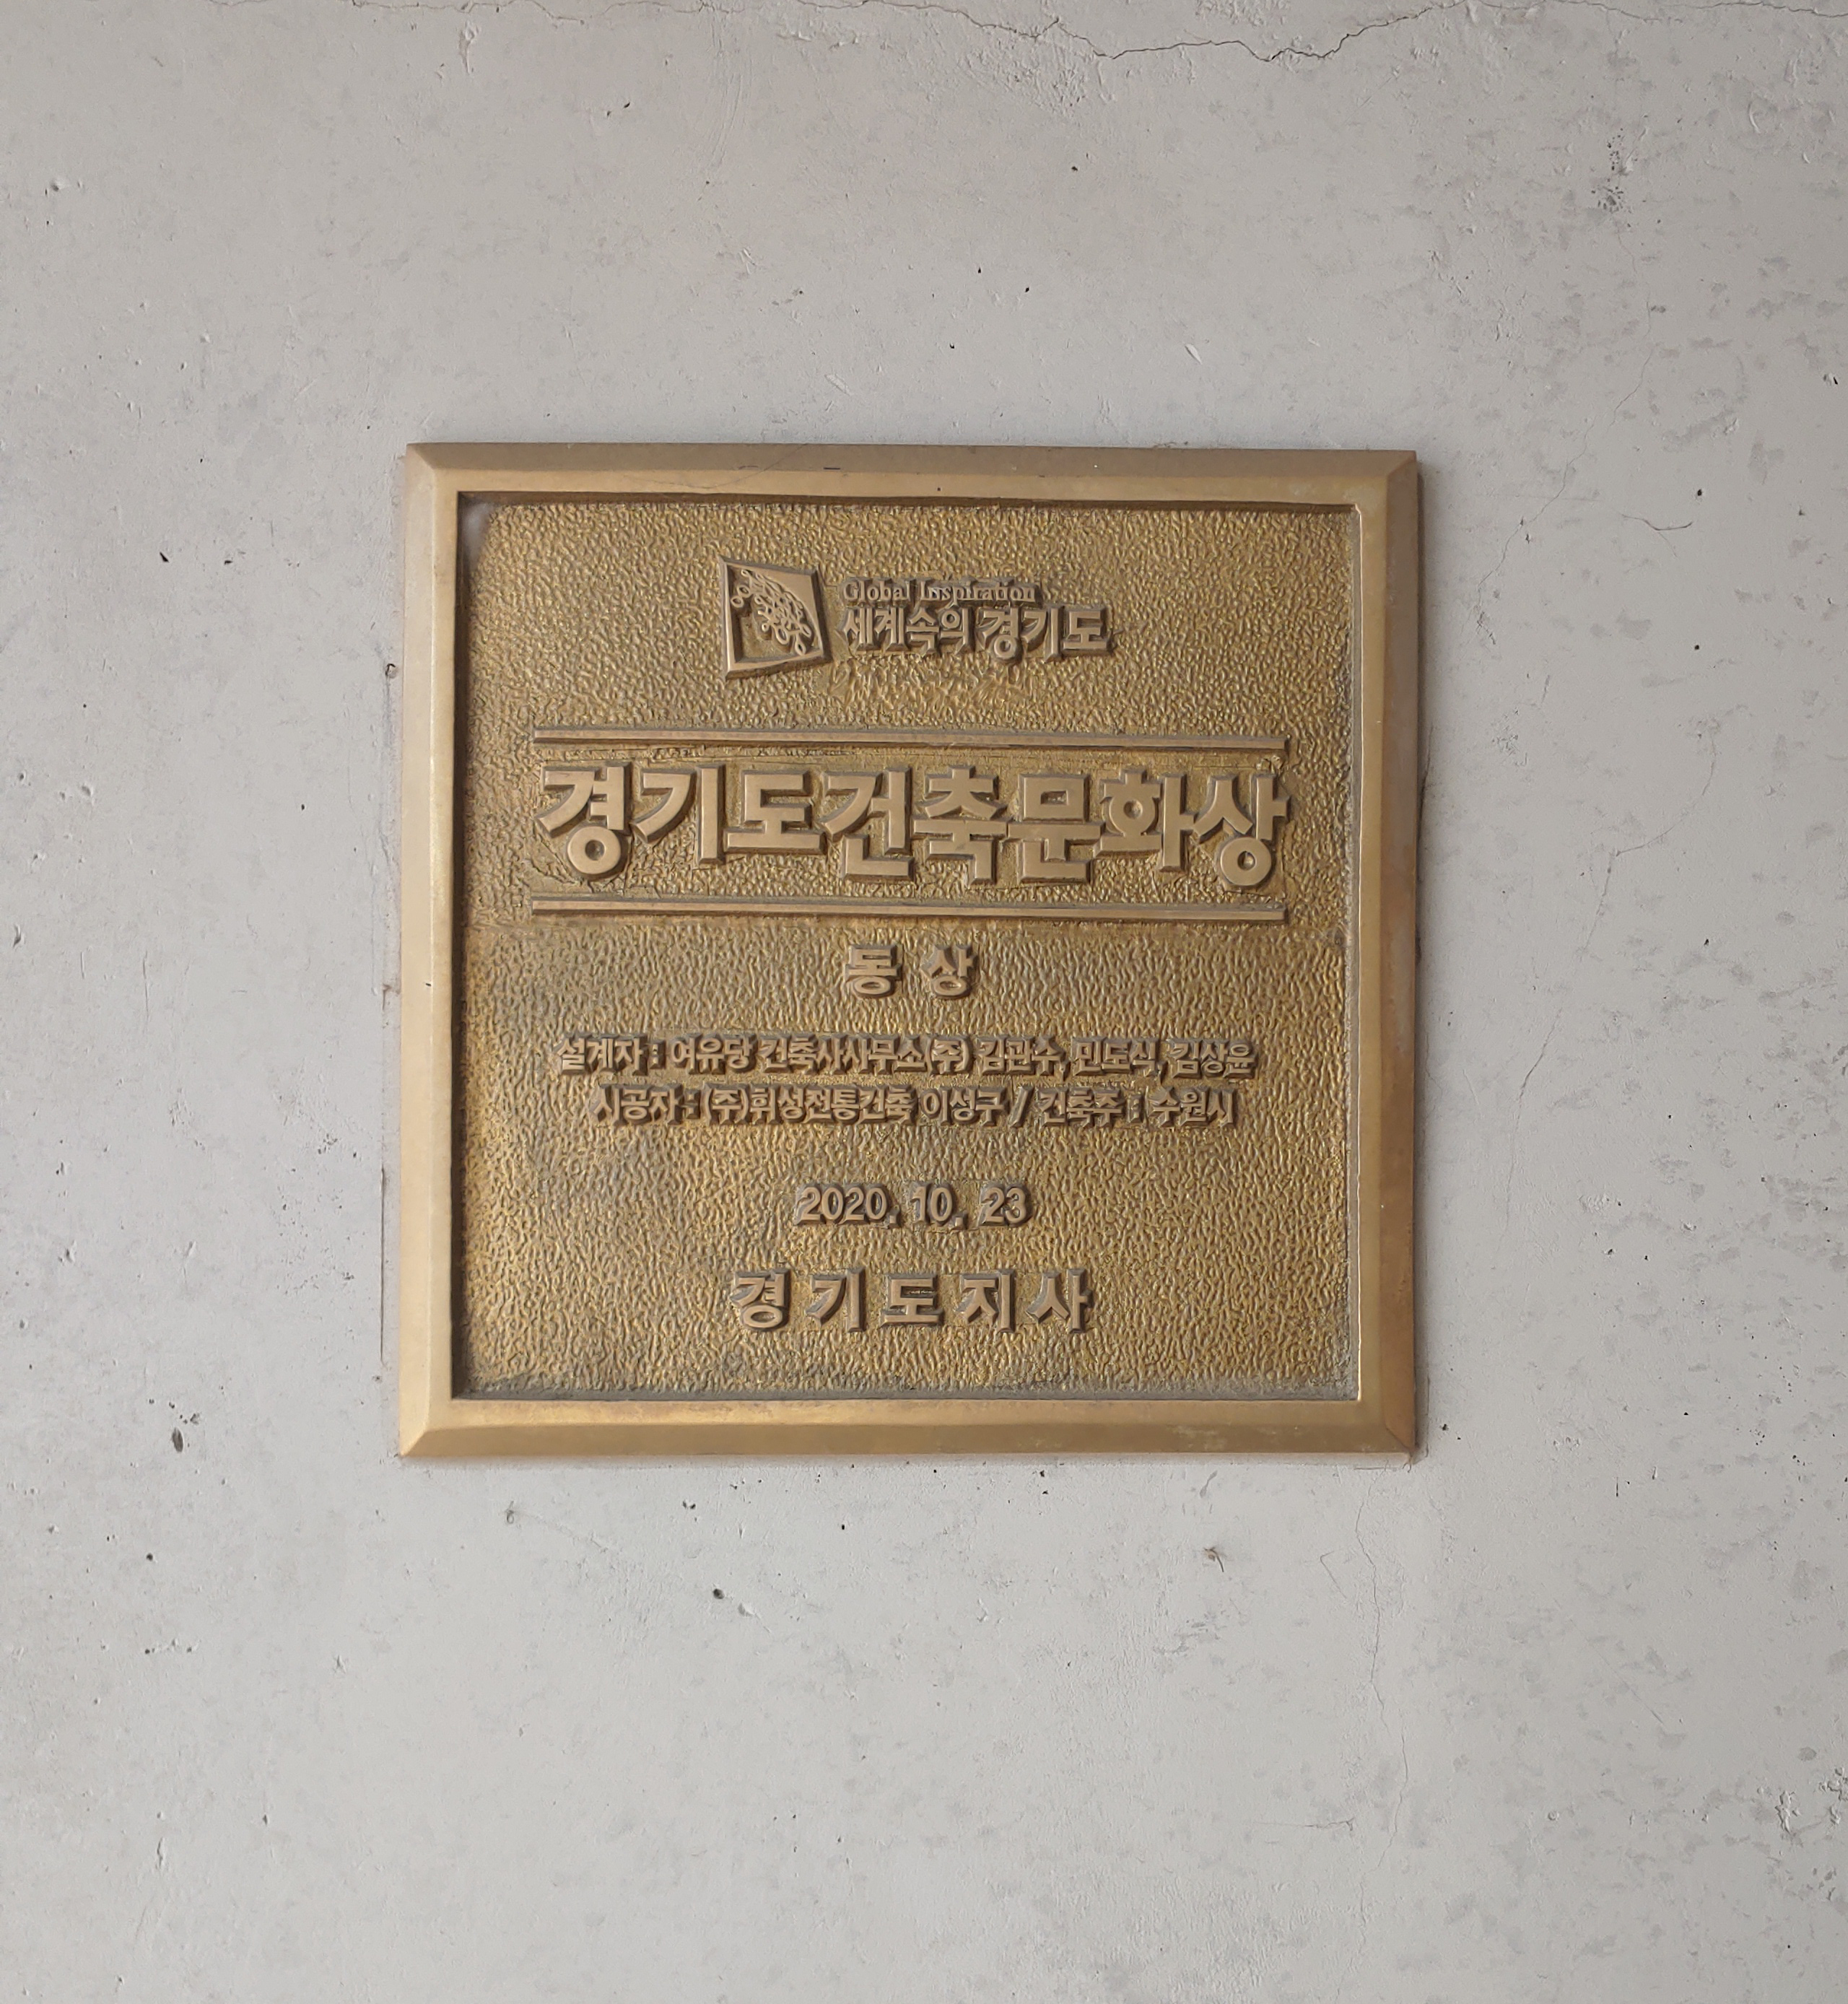 Global Inspiration
세계속의 경기도
경기도건축문화상
동 상
설계자 : 여유당 건축사사무소(주) 김관수, 민도식, 김상윤
시공자 : (주)휘성전통건축 이성구 / 건축주 : 수원시
2020. 10. 23
경기도지사